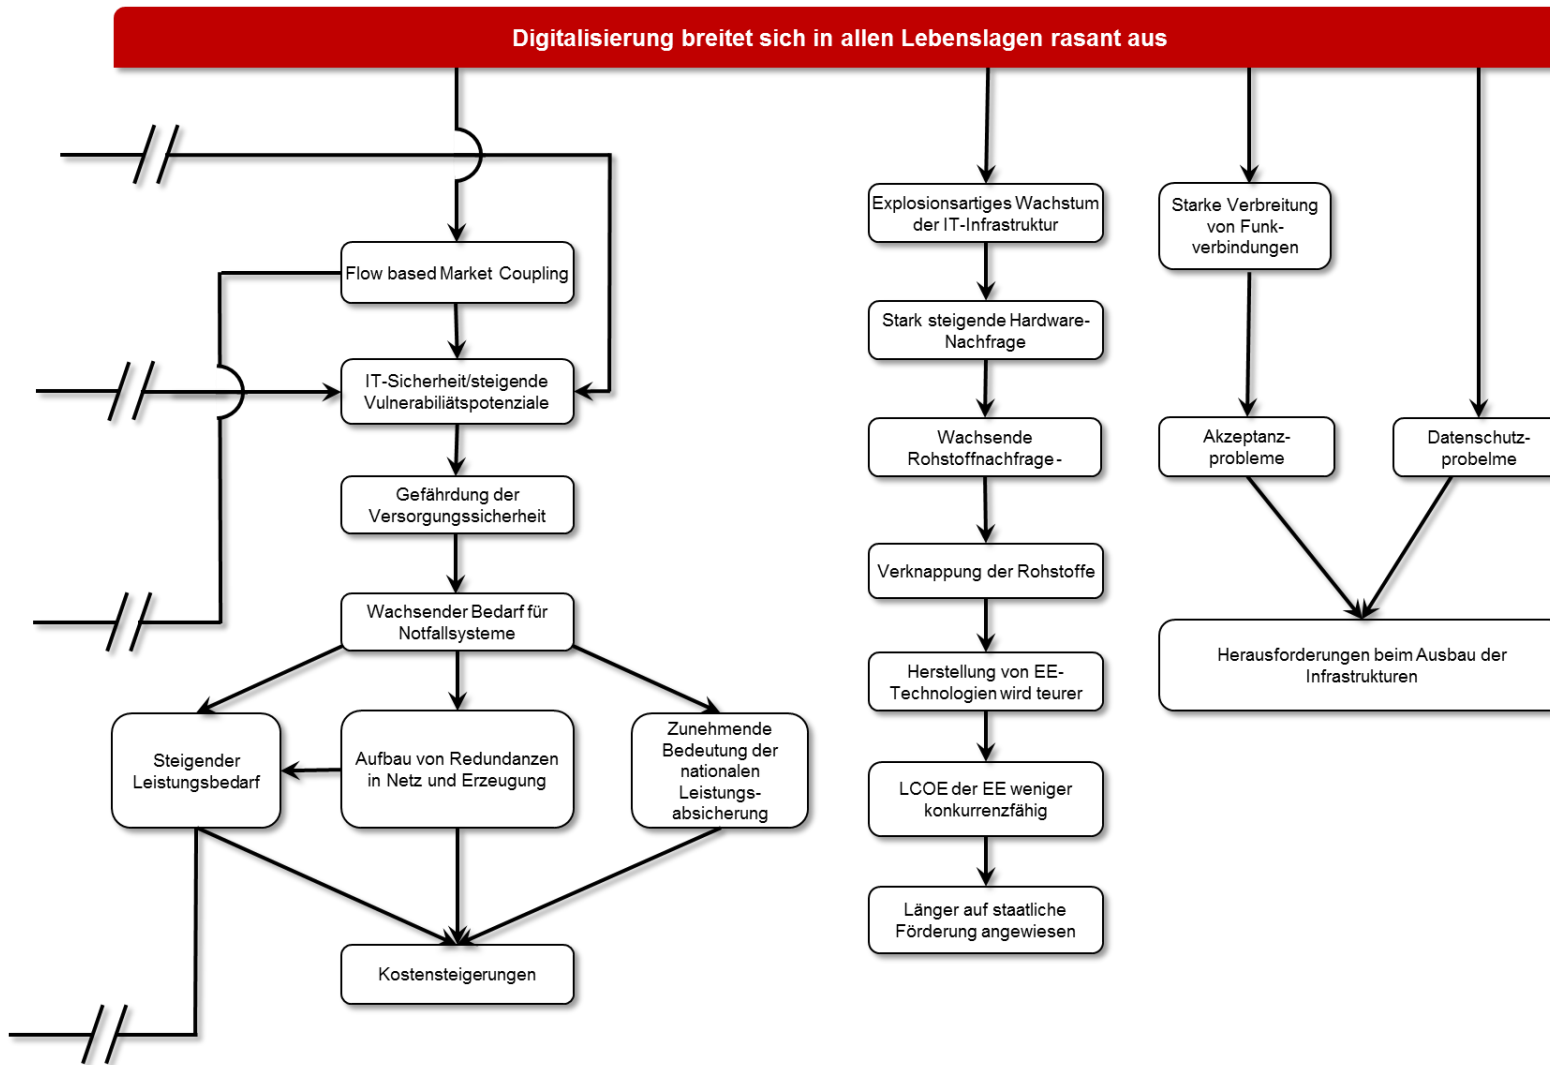 Digitalisierung breitet sich in allen Lebenslagen rasant aus
Flow based Market Coupling
IT-Sicherheit/steigende
Vulnerabiliätspotenziale
Gefährdung der
Versorgungssicherheit
Wachsender Bedarf für
Notfallsysteme
Steigender
Leistungsbedarf
Aufbau von Redundanzen
in Netz und Erzeugung
Zunehmende
Bedeutung der
nationalen
Leistungs-
absicherung
Kostensteigerungen
Explosionsartiges Wachstum
der IT-Infrastruktur
Stark steigende Hardware-
Nachfrage
Wachsende
Rohstoffnachfrage-
Verknappung der Rohstoffe
Herstellung von EE-
Technologien wird teurer
LCOE der EE weniger
konkurrenzfähig
Länger auf staatliche
Förderung angewiesen
Starke Verbreitung
von Funk-
verbindungen
Akzeptanz-
probleme
Datenschutz-
probelme
Herausforderungen beim Ausbau der
Infrastrukturen